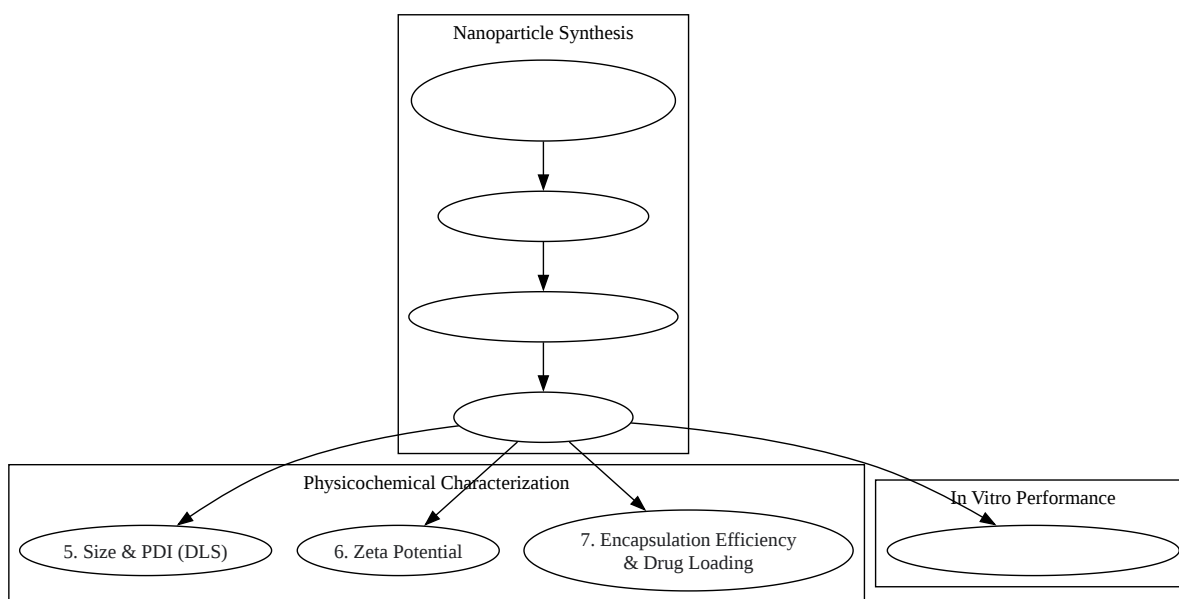 Nanoparticle Synthesis
Physicochemical Characterization
In Vitro Performance
5. Size & PDI (DLS)
6. Zeta Potential
7. Encapsulation Efficiency
& Drug Loading